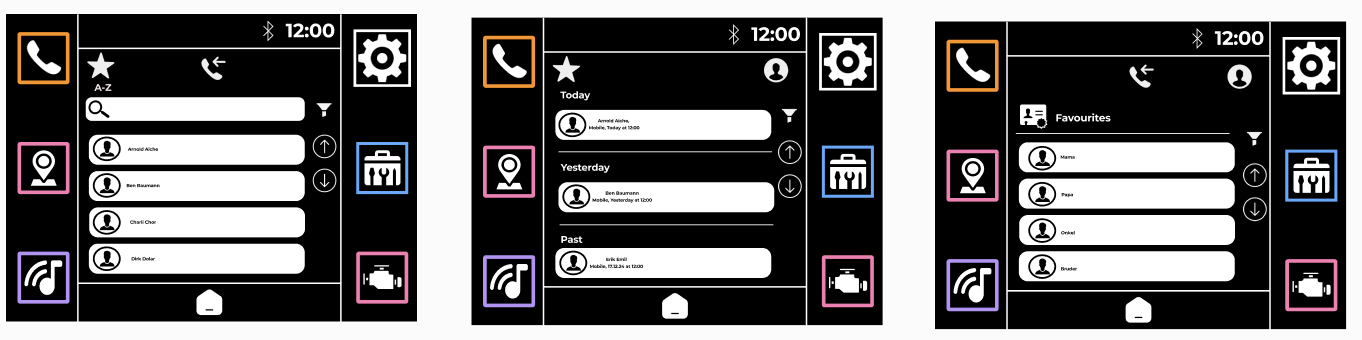 12:00
A-Z
Arnold Aiche
Ben Baumann
Charli Chor
Dirk Dolar
12:00
Today
Arnold Aiche,
Mobile, Today at 12:00
Yesterday
Ben Baumann
Mobile, Yesterday at 12:00
Past
Erik Emil
Mobile, 17.12.24 at 12:00
12:00
Favourites
Mama
Papa
Onkel
Bruder